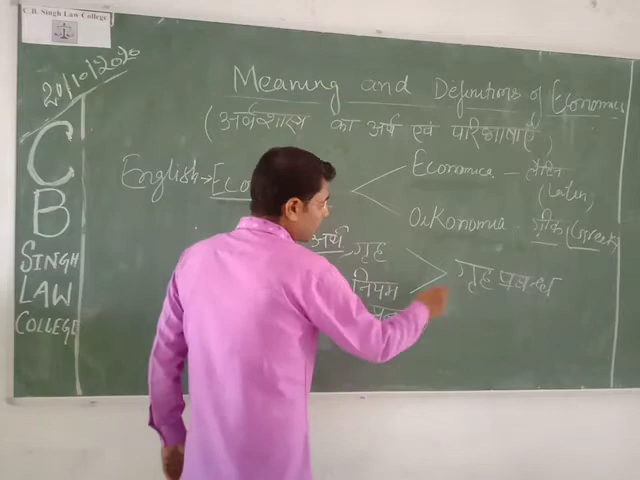 C.B. Singh Law College
20/10/2020
C
B
SINGH
LAW
COLLEGE
Meaning and Definitions of Economics
(अर्थशास्त्र का अर्थ एवं परिभाषाएँ)
English → Eco
Economica - लैटिन
(Latin)
Oikonomia - ग्रीक (Greek)
अर्थ गृह
नियम
गृह प्रबन्ध